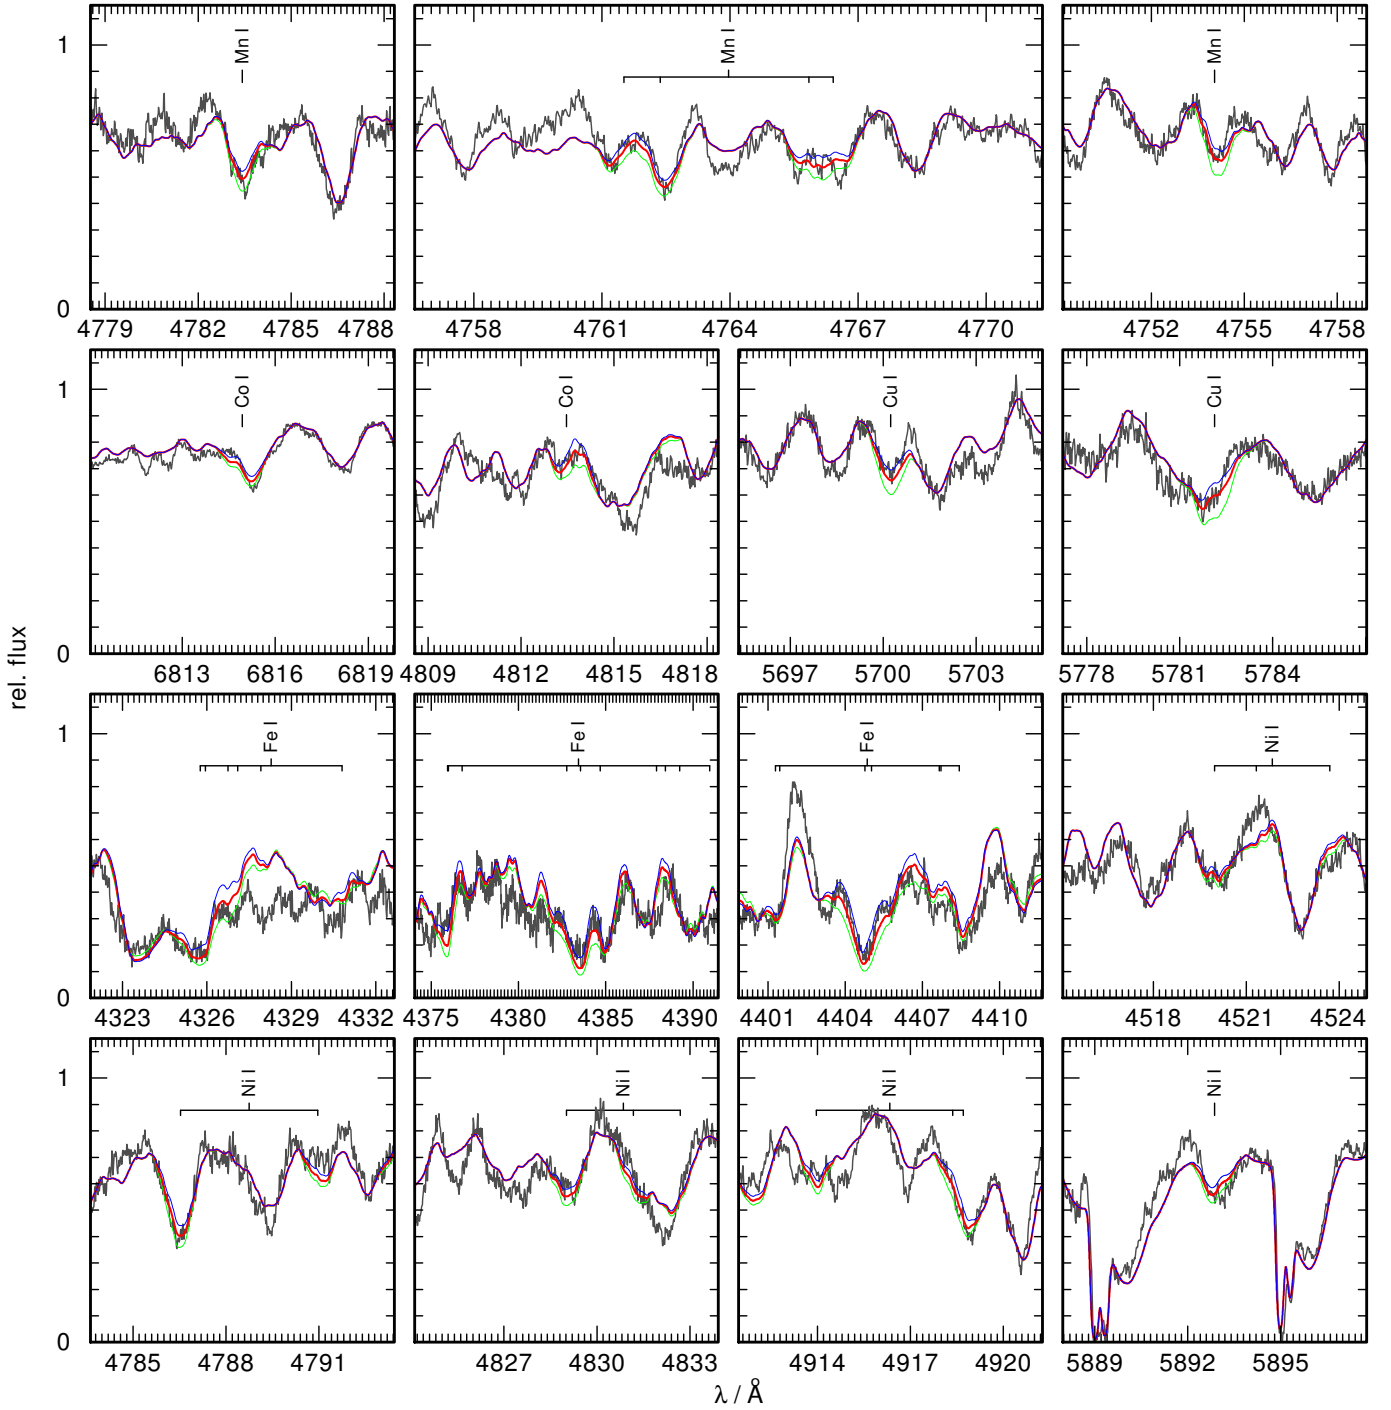 Mn I
Mn I
Mn I
1
0
4779 4782 4785 4788
4758 4761 4764 4767 4770
4752 4755 4758
Co I
Co I
Cu I
Cu I
1
0
6813 6816 6819
4809 4812 4815 4818
5697 5700 5703
5778 5781 5784
rel. flux
Fe I
Fe I
Fe I
Ni I
1
0
4323 4326 4329 4332
4375 4380 4385 4390
4401 4404 4407 4410
4518 4521 4524
Ni I
Ni I
Ni I
Ni I
1
0
4785 4788 4791
4827 4830 4833
4914 4917 4920
5889 5892 5895
λ / Å